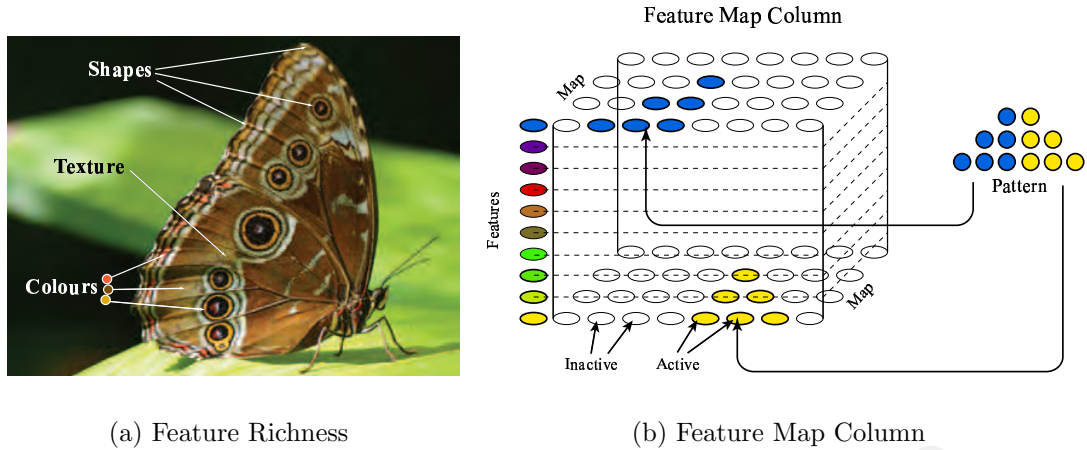 Shapes
Texture
Colours
(a) Feature Richness
Feature Map Column
Map
Features
Pattern
Map
Inactive
Active
(b) Feature Map Column